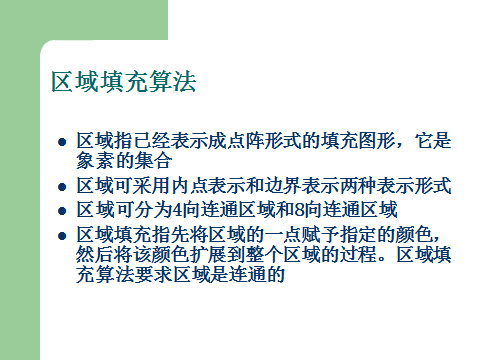 区域填充算法
区域指已经表示成点阵形式的填充图形，它是
象素的集合
区域可采用内点表示和边界表示两种表示形式
区域可分为4向连通区域和8向连通区域
区域填充指先将区域的一点赋予指定的颜色，
然后将该颜色扩展到整个区域的过程。区域填
充算法要求区域是连通的